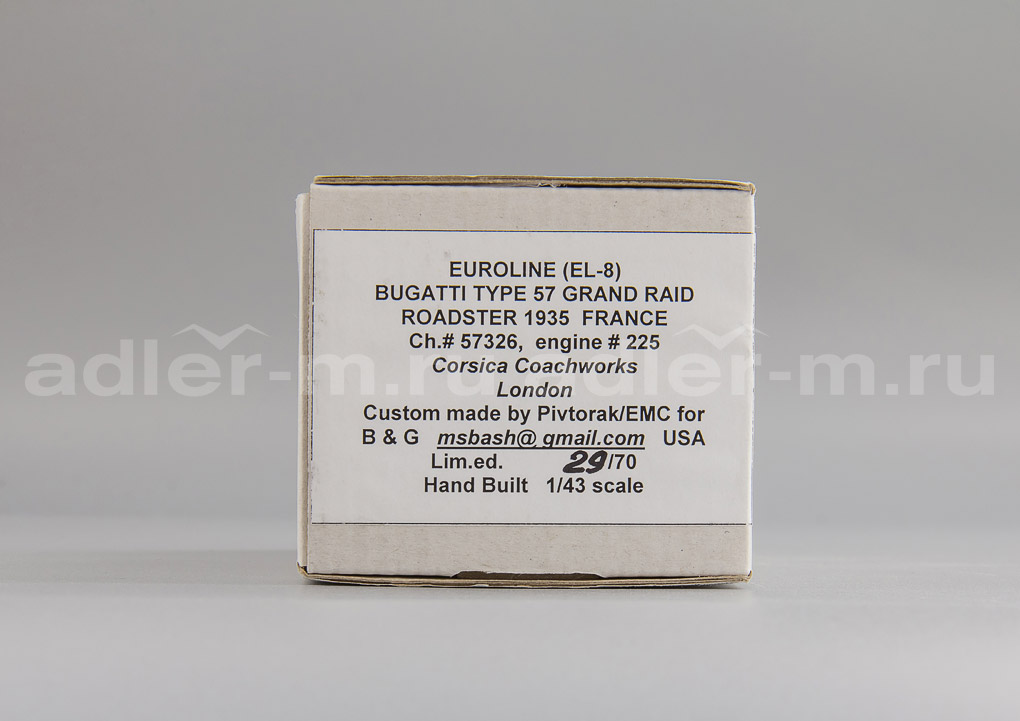 EUROLINE (EL-8)
BUGATTI TYPE 57 GRAND RAID
ROADSTER 1935 FRANCE
Ch.# 57326, engine # 225
Corsica Coachworks
London
Custom made by Pivtorak/EMC for
B & G msbash@ gmail.com USA
Lim.ed. 29/70
Hand Built 1/43 scale
adler-m.ru
adler-m.ru